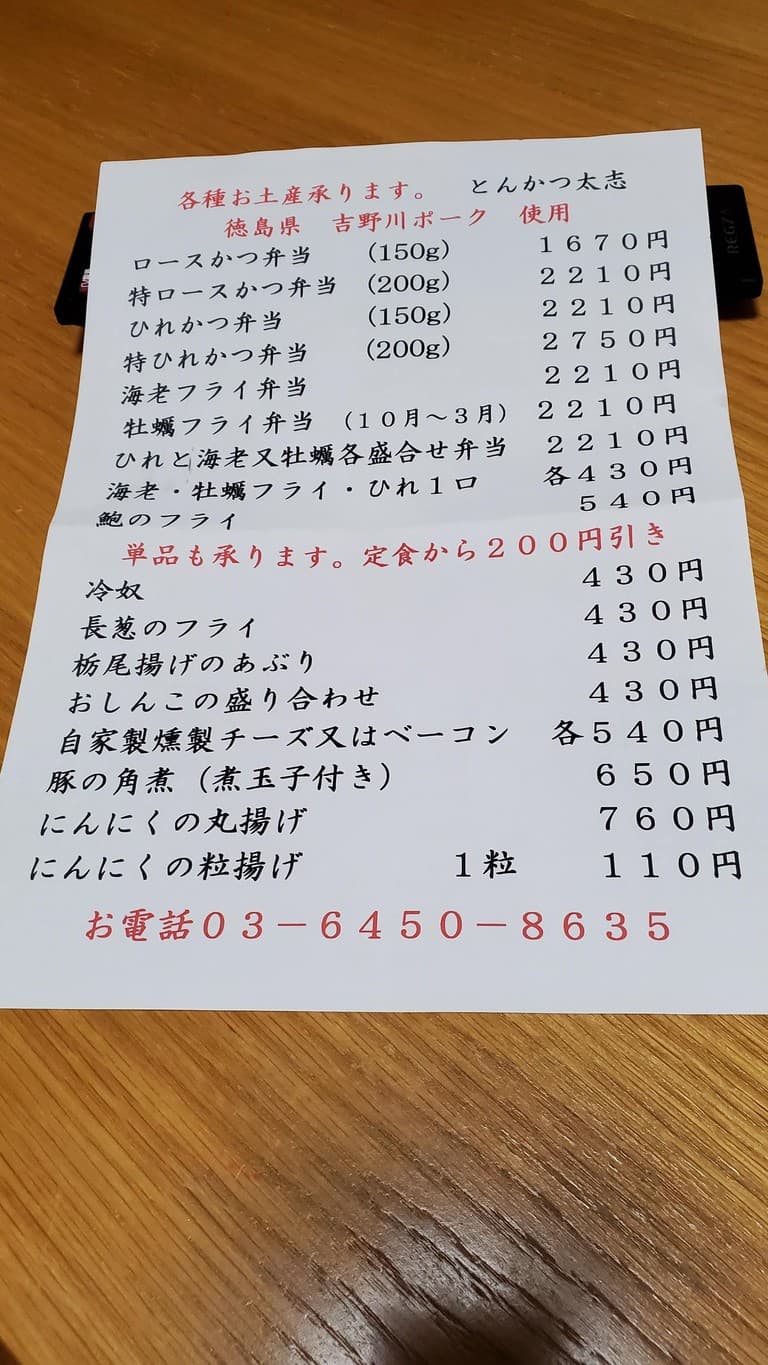 各種お土産承ります。 とんかつ太志
徳島県 吉野川ポーク 使用
ロースかつ弁当 (150g) 1670円
特ロースかつ弁当 (200g) 2210円
ひれかつ弁当 (150g) 2210円
特ひれかつ弁当 (200g) 2750円
海老フライ弁当 2210円
牡蠣フライ弁当 (10月~3月) 2210円
ひれと海老又牡蠣各盛合せ弁当 2210円
海老・牡蠣フライ・ひれ1口 各430円
鮑のフライ 540円
単品も承ります。定食から200円引き
冷奴 430円
長葱のフライ 430円
栃尾揚げのあぶり 430円
おしんこの盛り合わせ 430円
自家製燻製チーズ又はベーコン 各540円
豚の角煮(煮玉子付き) 650円
にんにくの丸揚げ 760円
にんにくの粒揚げ 1粒 110円
お電話03-6450-8635
REGZA